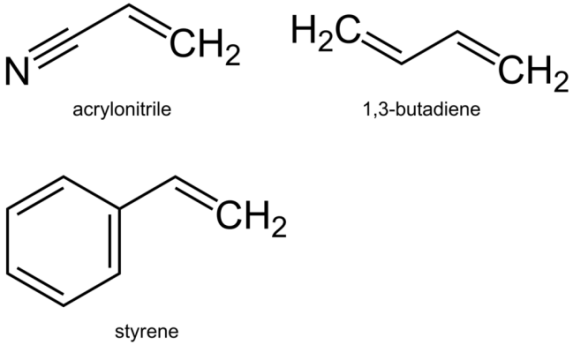 N CH2
acrylonitrile
H2C CH2
1,3-butadiene
CH2
styrene